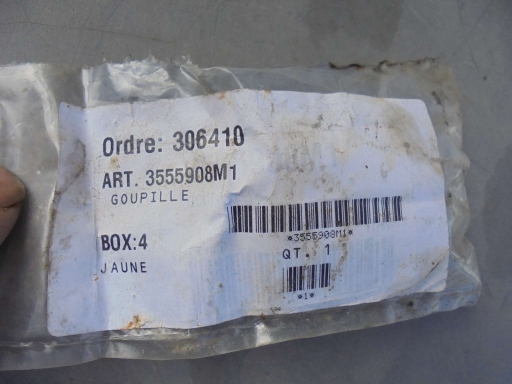 Ordre: 306410
ART. 3555908M1
GOUPILLE
*3555908M1*
BOX:4
QT. 1
JAUNE
*1*